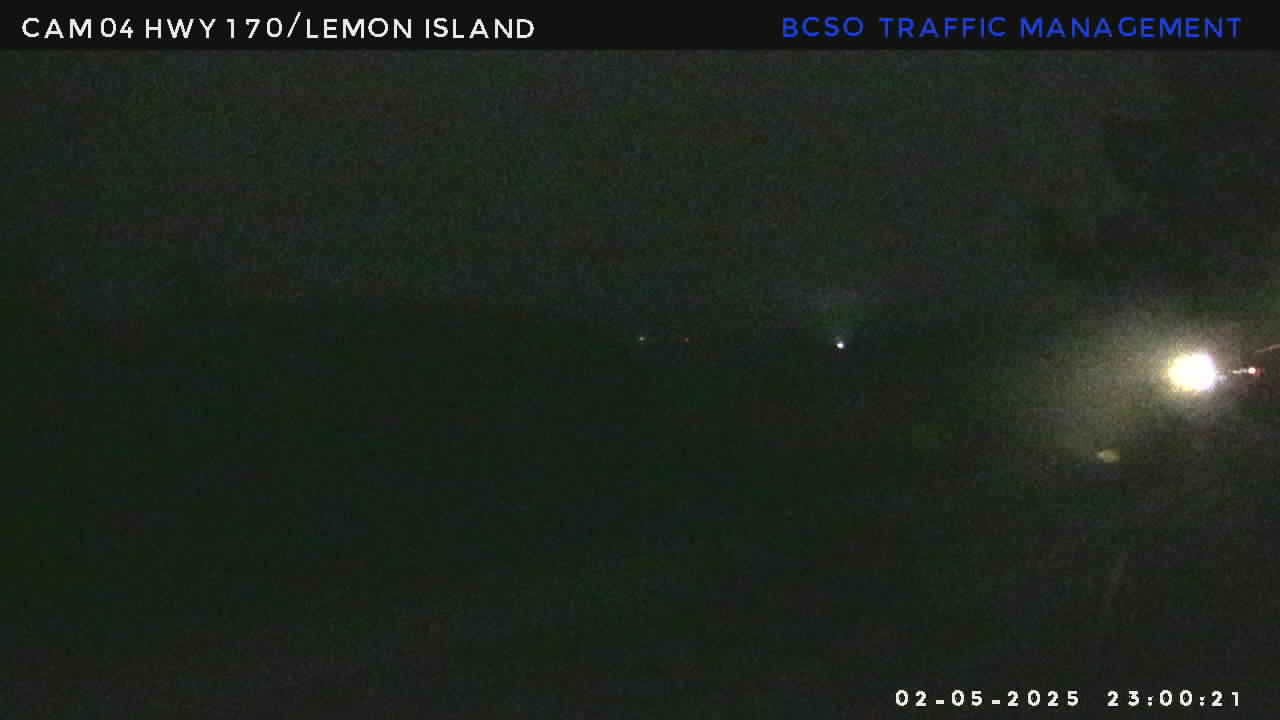 CAM04 HWY 170/LEMON ISLAND
BCSO TRAFFIC MANAGEMENT
02-05-2025 23:00:21